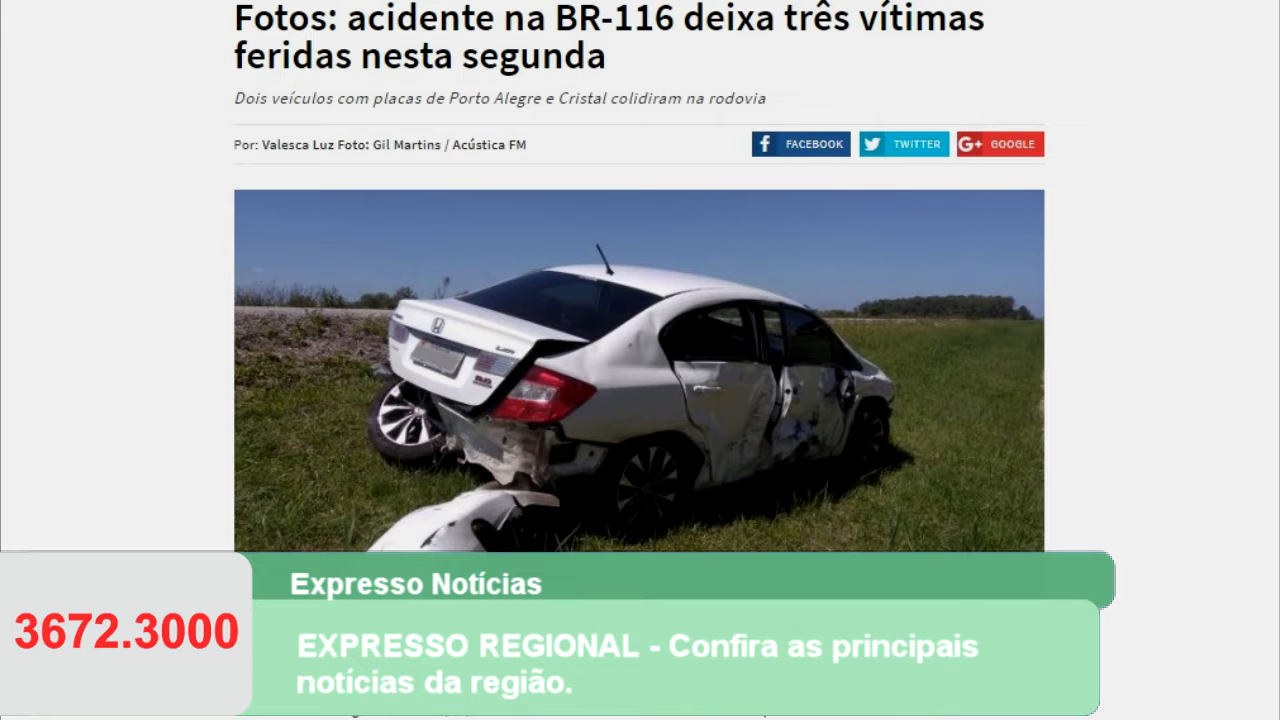 Fotos: acidente na BR-116 deixa três vítimas
feridas nesta segunda
Dois veículos com placas de Porto Alegre e Cristal colidiram na rodovia
Por: Valesca Luz Foto: Gil Martins / Acústica FM
FACEBOOK
TWITTER
G+ GOOGLE
Expresso Notícias
3672.3000
EXPRESSO REGIONAL - Confira as principais
notícias da região.